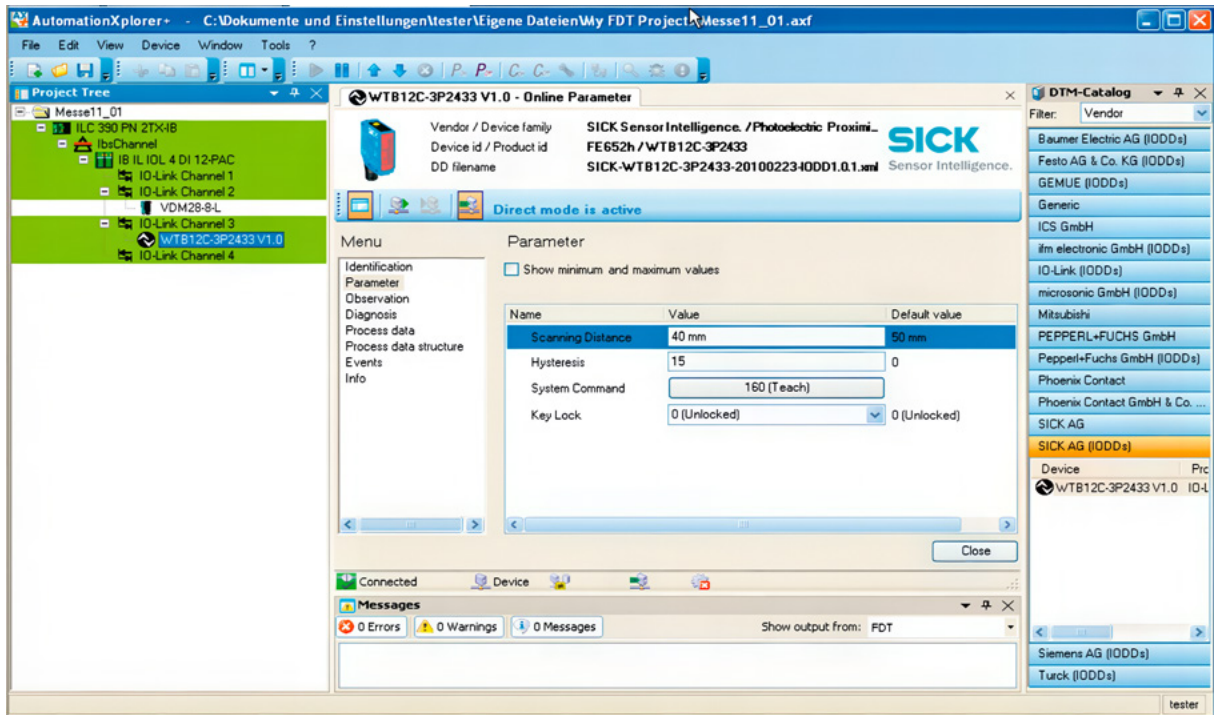 AutomationXplorer+ - C:\Dokumente und Einstellungen\tester\Eigene Dateien\My FDT Project\Messe11_01.axf
File Edit View Device Window Tools ?
Project Tree
Messe11_01
ILC 390 PN 2TX-IB
IbsChannel
IB IL IOL 4 DI 12-PAC
IO-Link Channel 1
IO-Link Channel 2
VDM28-8-L
IO-Link Channel 3
WTB12C-3P2433 V1.0
IO-Link Channel 4
WTB12C-3P2433 V1.0 - Online Parameter
Vendor / Device family SICK Sensor Intelligence. / Photoelectric Proximi...
Device id / Product id FE652h / WTB12C-3P2433
DD filename SICK-WTB12C-3P2433-20100223-IODD1.0.1.xml
SICK
Sensor Intelligence.
Direct mode is active
Menu
Identification
Parameter
Observation
Diagnosis
Process data
Process data structure
Events
Info
Parameter
Show minimum and maximum values
Name Value Default value
Scanning Distance 40 mm 50 mm
Hysteresis 15 0
System Command 160 (Teach)
Key Lock 0 (Unlocked) 0 (Unlocked)
Close
Connected Device
Messages
0 Errors 0 Warnings 0 Messages Show output from: FDT
DTM-Catalog
Filter: Vendor
Baumer Electric AG (IODDs)
Festo AG & Co. KG (IODDs)
GEMUE (IODDs)
Generic
ICS GmbH
ifm electronic GmbH (IODDs)
IO-Link (IODDs)
microsonic GmbH (IODDs)
Mitsubishi
PEPPERL+FUCHS GmbH
Pepperl+Fuchs GmbH (IODDs)
Phoenix Contact
Phoenix Contact GmbH & Co. ...
SICK AG
SICK AG (IODDs)
Device Pro
WTB12C-3P2433 V1.0 IO-L
Siemens AG (IODDs)
Turck (IODDs)
tester